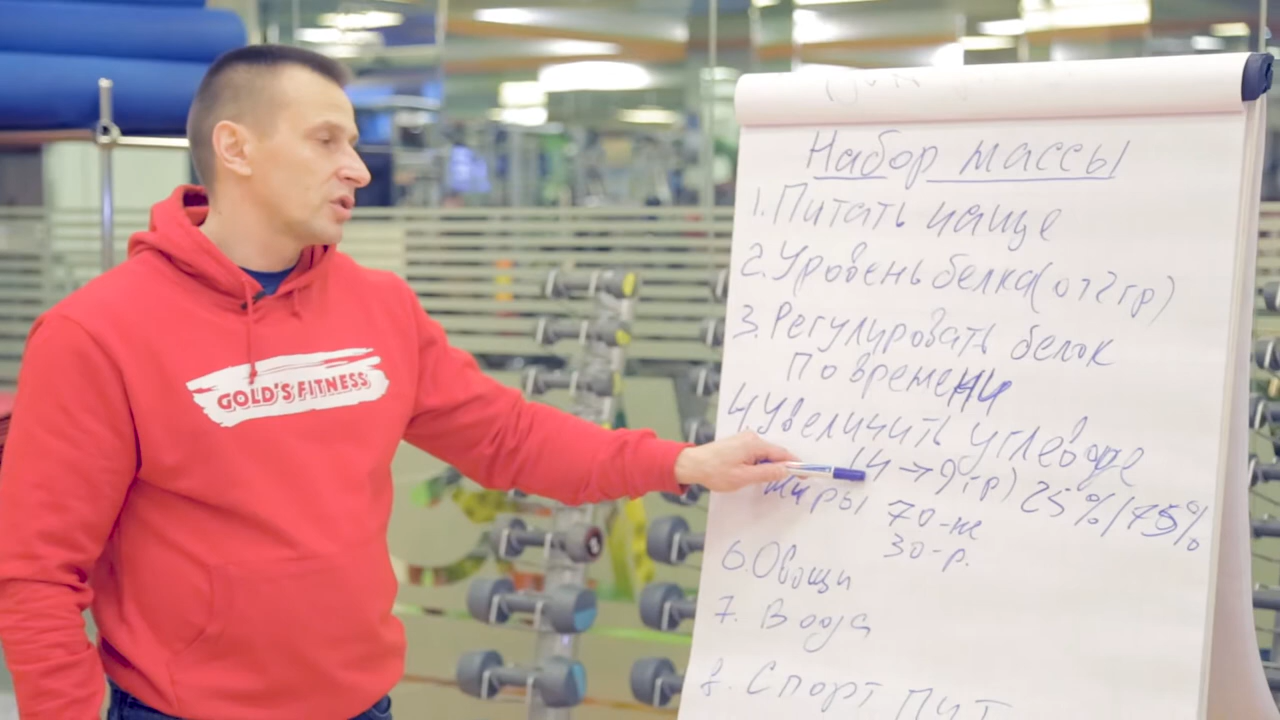 GOLD'S FITNESS
Набор массы
1. Питать чаще
2. Уровень белка (от 2 гр)
3. Регулировать белок
по времени
4. Увеличить углеводы
(4 → 9 гр) 25% / 75%
жиры 70-ж
30-р.
6. Овощи
7. Вода
8. Спорт пит